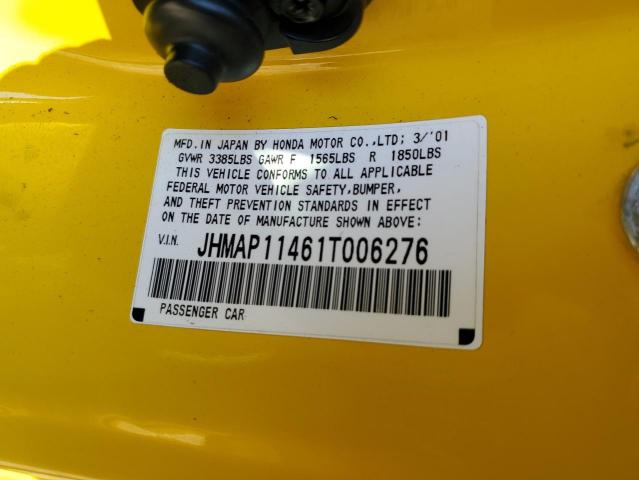 MFD. IN JAPAN BY HONDA MOTOR CO.,LTD; 3/'01
GVWR 3385LBS GAWR F 1565LBS R 1850LBS
THIS VEHICLE CONFORMS TO ALL APPLICABLE
FEDERAL MOTOR VEHICLE SAFETY,BUMPER,
AND THEFT PREVENTION STANDARDS IN EFFECT
ON THE DATE OF MANUFACTURE SHOWN ABOVE:
V.I.N. JHMAP11461T006276
PASSENGER CAR